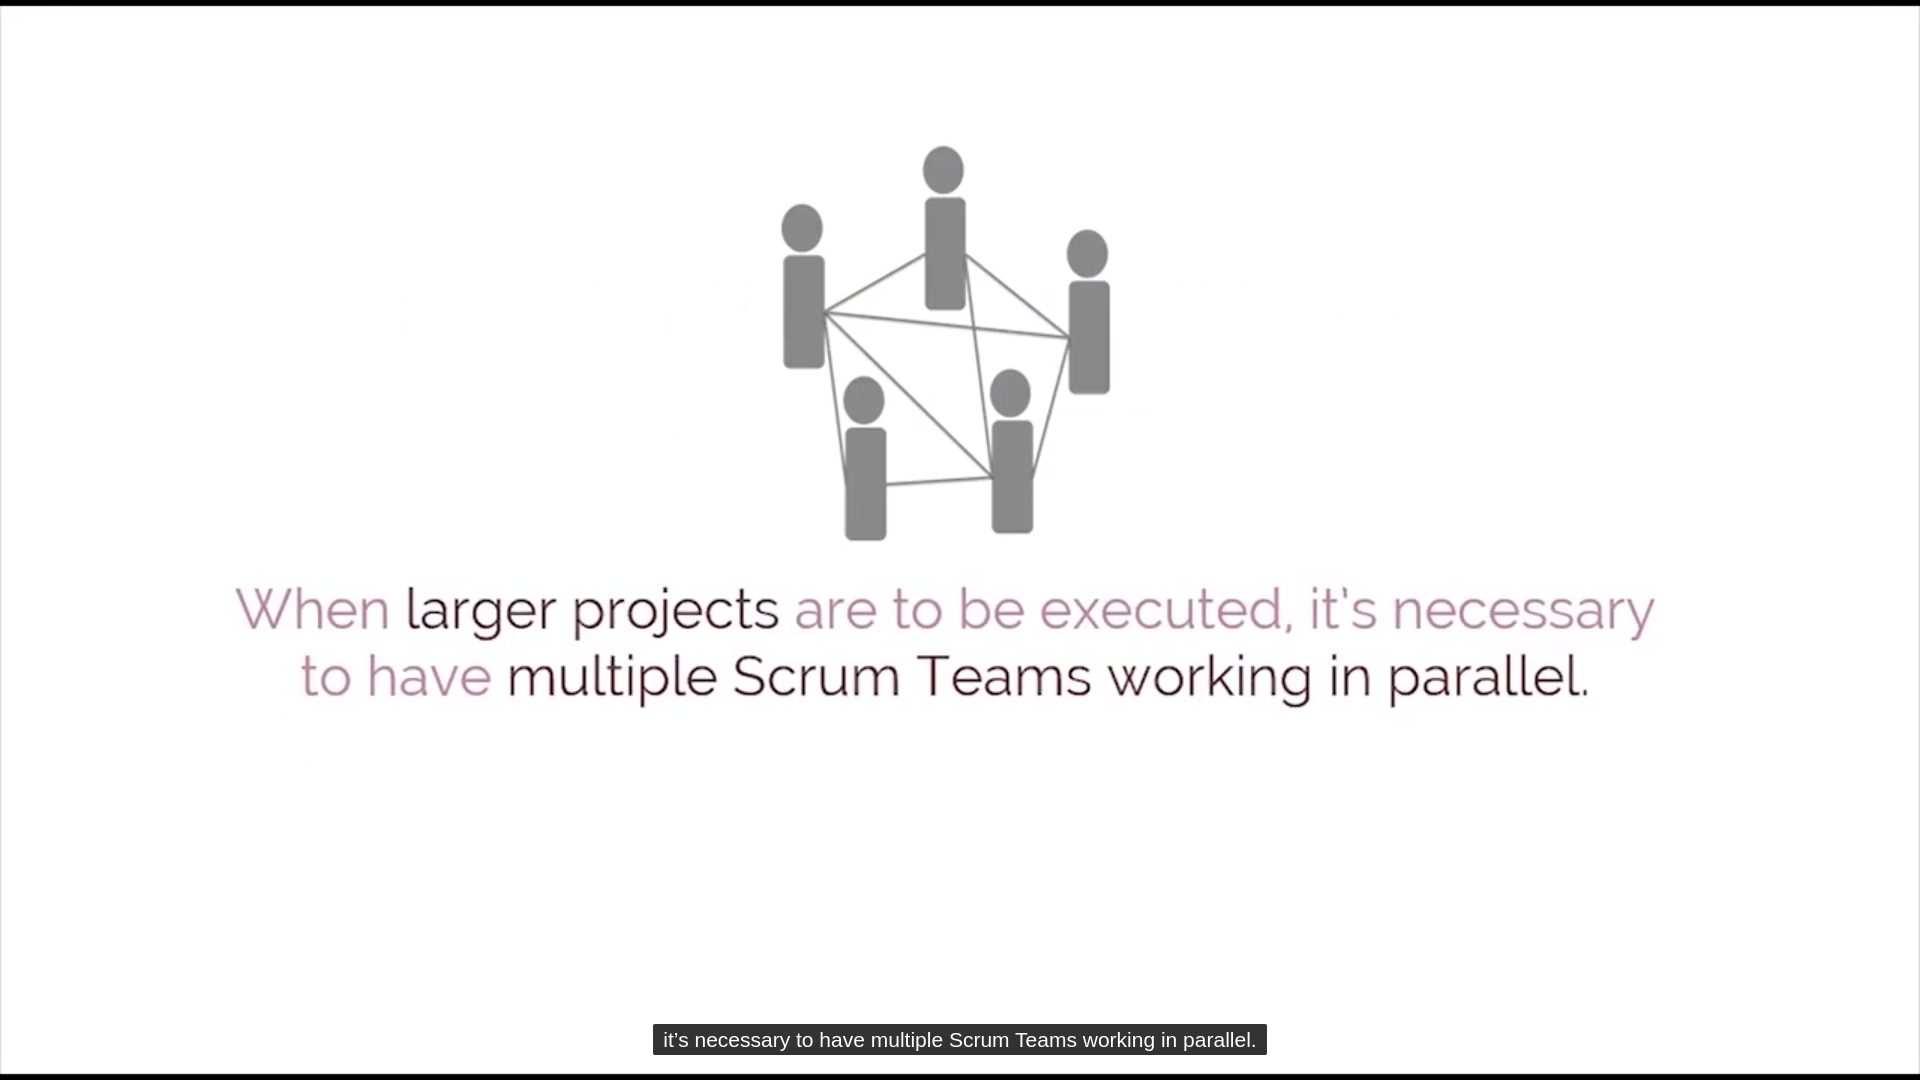 When larger projects are to be executed, it's necessary
to have multiple Scrum Teams working in parallel.
it's necessary to have multiple Scrum Teams working in parallel.